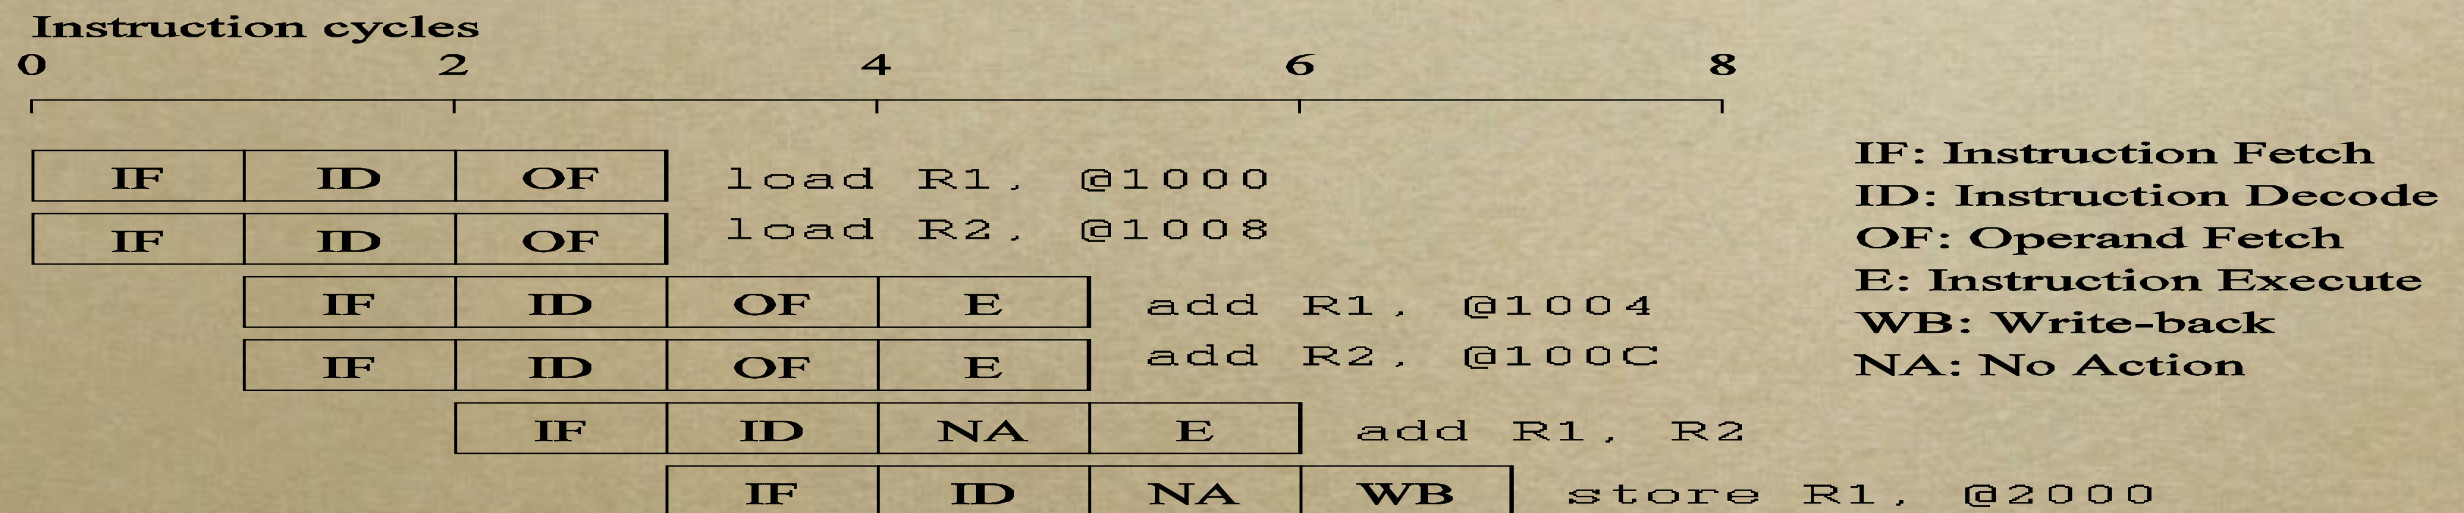 Instruction cycles
0 2 4 6 8
IF ID OF load R1, @1000
IF ID OF load R2, @1008
IF ID OF E add R1, @1004
IF ID OF E add R2, @100C
IF ID NA E add R1, R2
IF ID NA WB store R1, @2000
IF: Instruction Fetch
ID: Instruction Decode
OF: Operand Fetch
E: Instruction Execute
WB: Write-back
NA: No Action